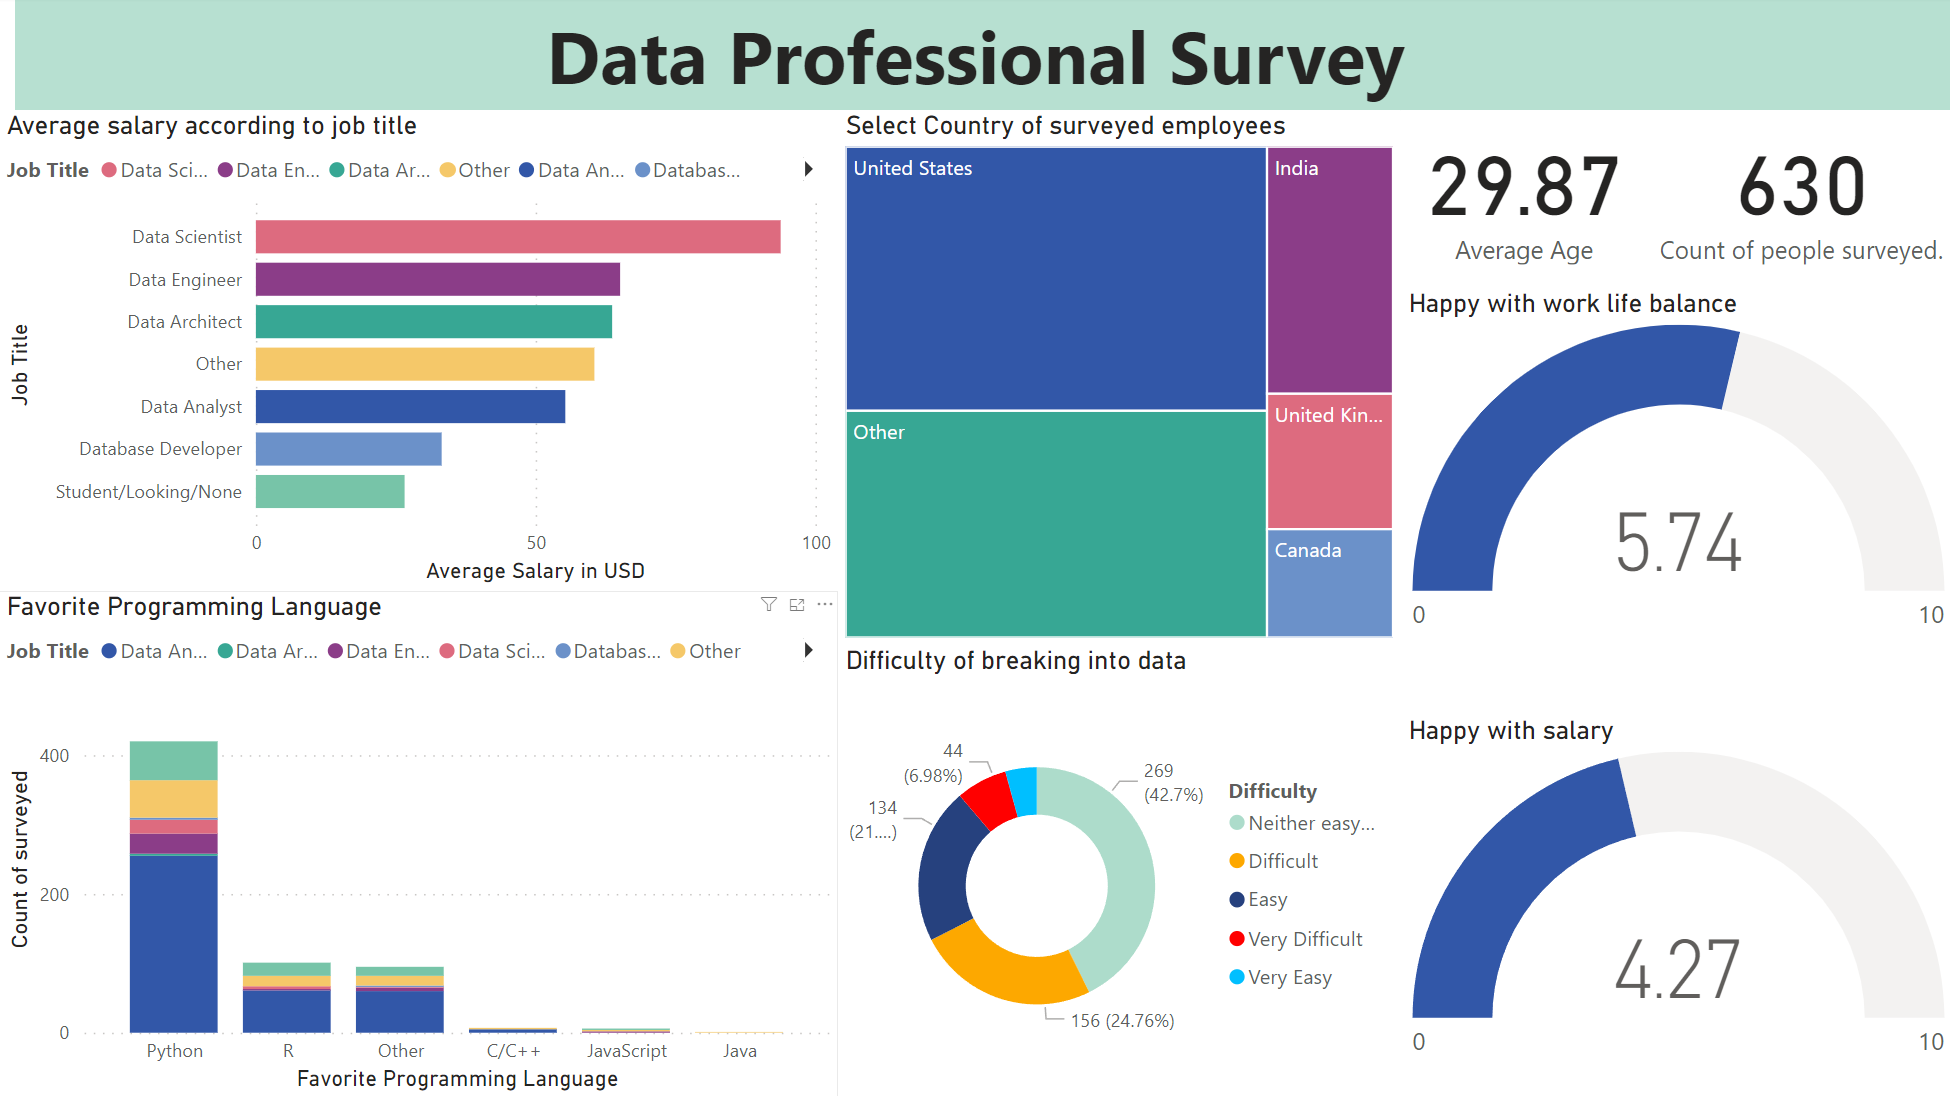 Data Professional Survey
Average salary according to job title
Job Title Data Sci... Data En... Data Ar... Other Data An... Databas...
Job Title
Data Scientist
Data Engineer
Data Architect
Other
Data Analyst
Database Developer
Student/Looking/None
0 50 100
Average Salary in USD
Favorite Programming Language
Job Title Data An... Data Ar... Data En... Data Sci... Databas... Other
Count of surveyed
400
200
0
Python R Other C/C++ JavaScript Java
Favorite Programming Language
Select Country of surveyed employees
United States
India
Other
United Kin...
Canada
Difficulty of breaking into data
44
(6.98%)
134
(21....)
269
(42.7%)
156 (24.76%)
Difficulty
Neither easy...
Difficult
Easy
Very Difficult
Very Easy
29.87
Average Age
630
Count of people surveyed.
Happy with work life balance
5.74
0 10
Happy with salary
4.27
0 10